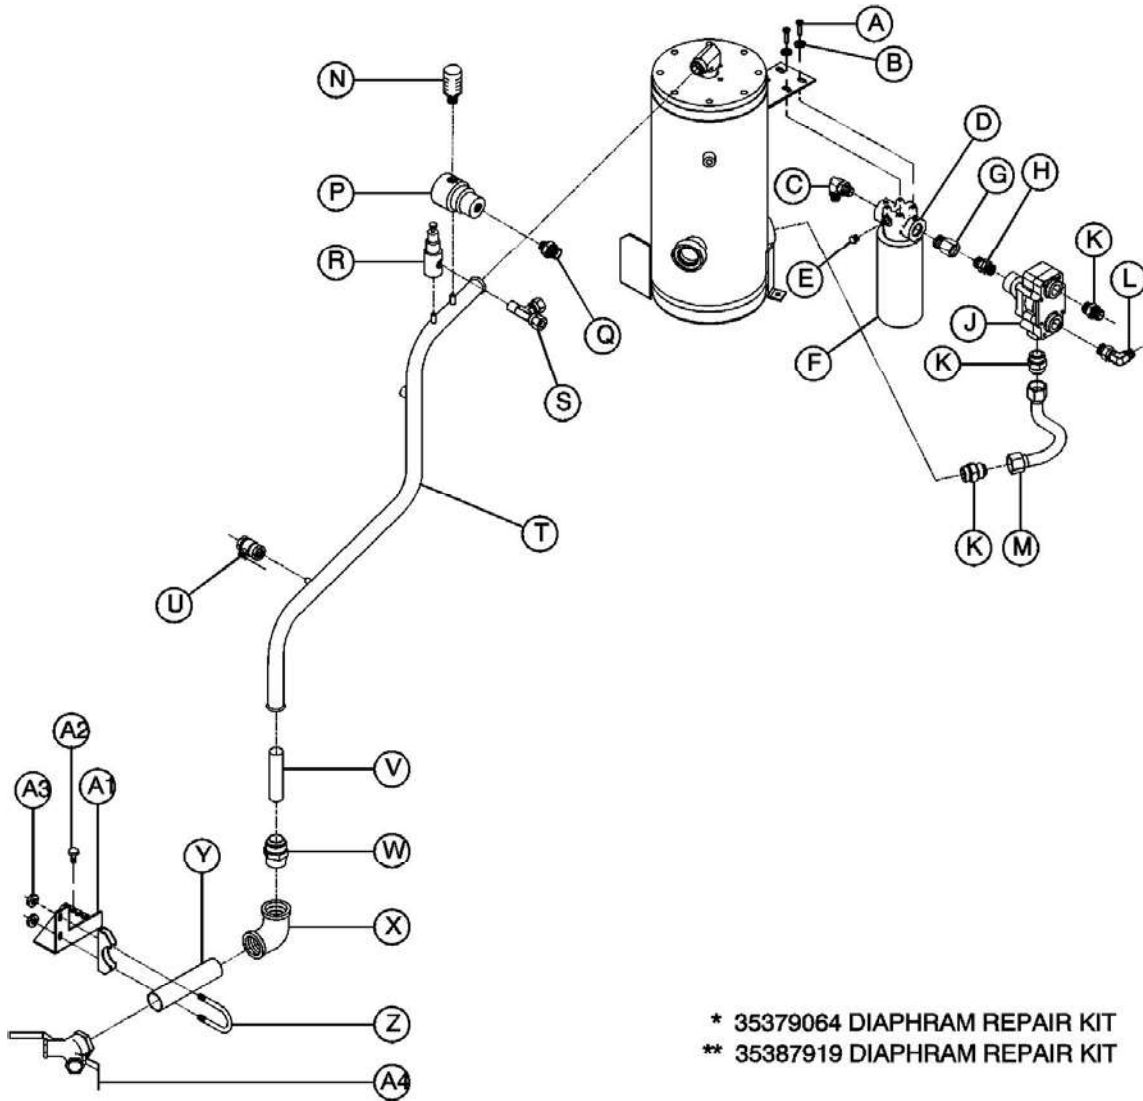 A
N
B
D
P
C
G
H
R
K
E
L
Q
J
F
K
S
T
K
M
U
A2
V
A3
A1
Y
W
X
Z
A4
* 35379064 DIAPHRAM REPAIR KIT
** 35387919 DIAPHRAM REPAIR KIT